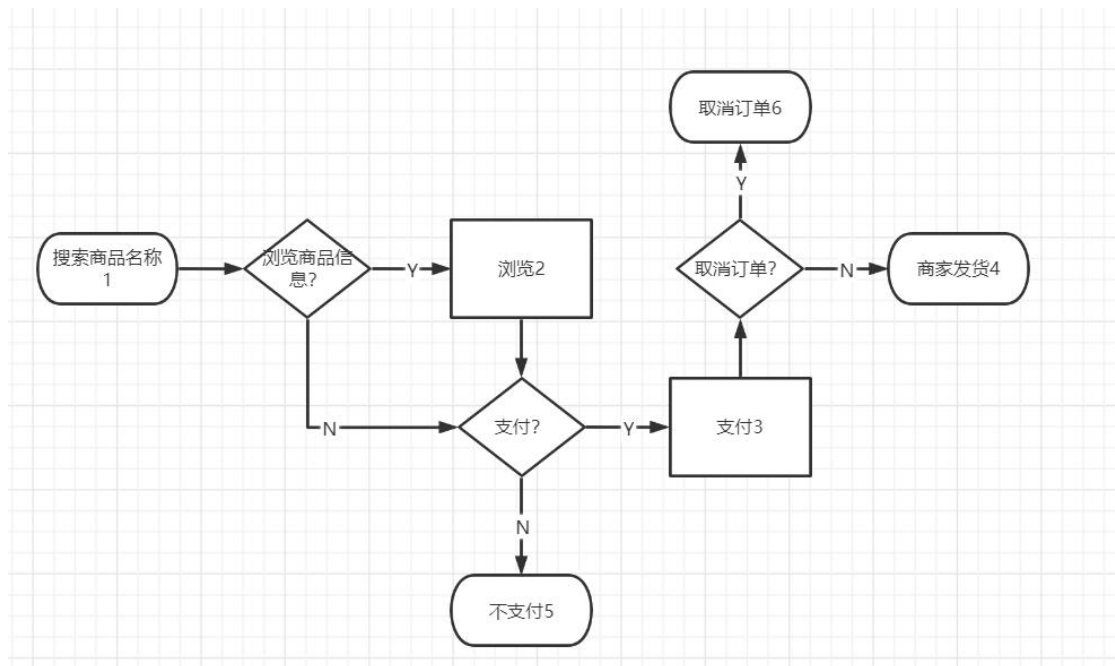 取消订单6
Y
搜索商品名称
1
浏览商品信
息?
Y
浏览2
取消订单?
N
商家发货4
N
支付?
Y
支付3
N
不支付5